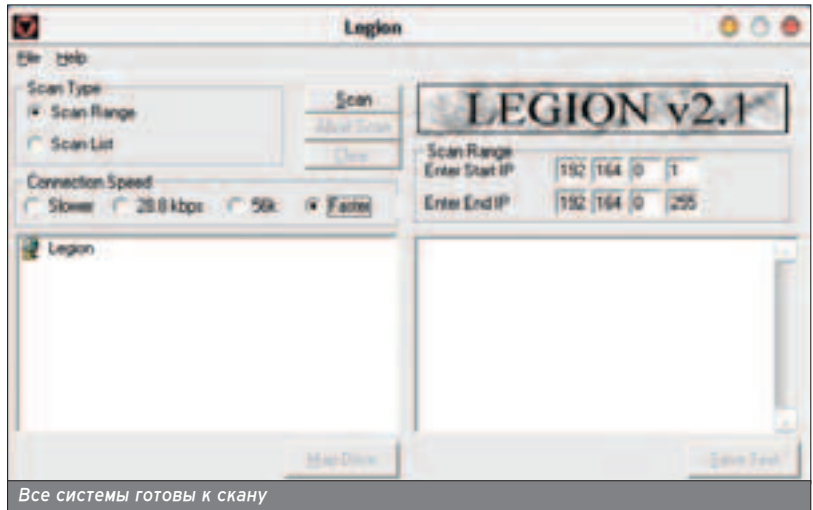 Legion
File Help
Scan Type
Scan Range
Scan List
Scan
Abort Scan
Clear
LEGION v2.1
Scan Range
Enter Start IP 192 164 0 1
Enter End IP 192 164 0 255
Connection Speed
Slower 28.8 kbps 56k Faster
Legion
Map Drive
Save Text
Все системы готовы к скану